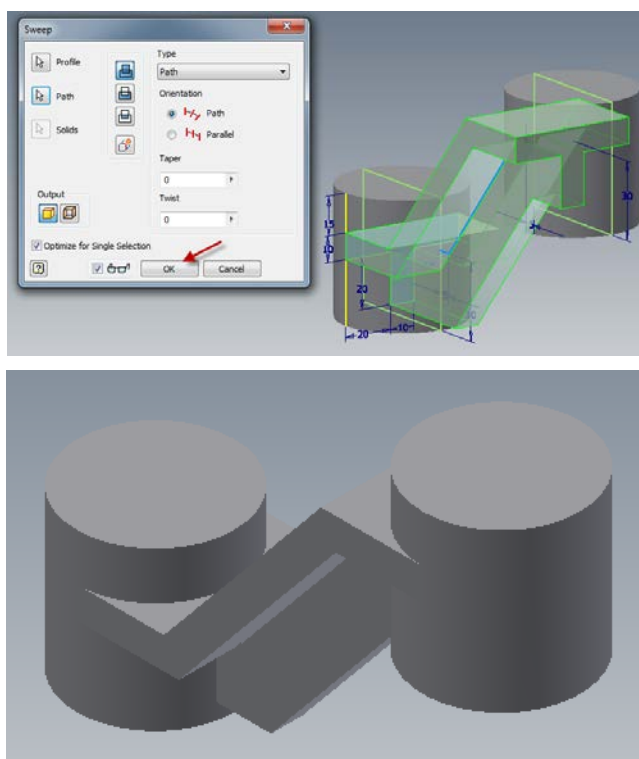 Sweep
Profile
Path
Solids
Output
Type
Path
Orientation
Path
Parallel
Taper
0
Twist
0
Optimize for Single Selection
OK
Cancel
15
10
20
20
10
30